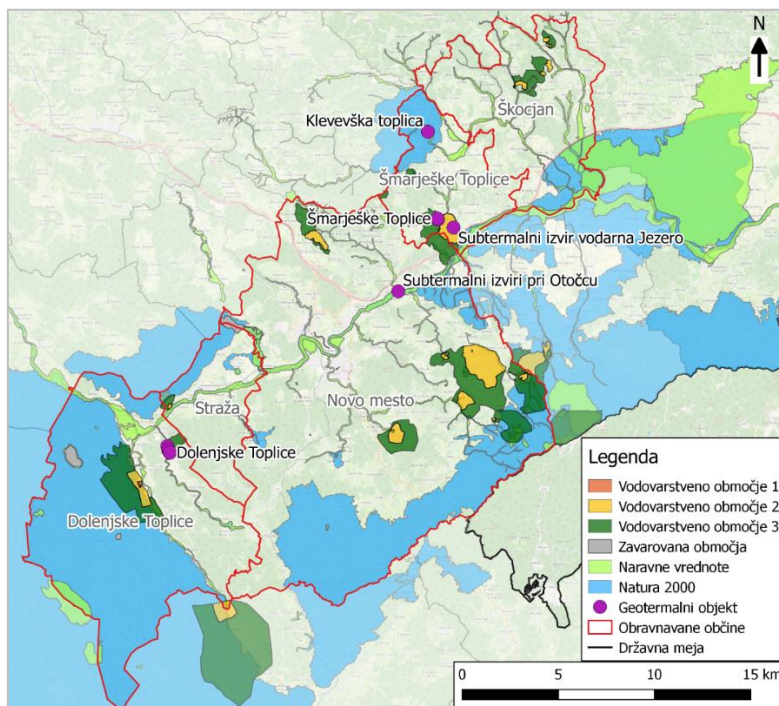 N
Škocjan
Klevevška toplica
Šmarješke Toplice
Šmarješke Toplice
Subtermalni izvir vodarna Jezero
Subtermalni izviri pri Otočcu
Straža
Novo mesto
Dolenjske Toplice
Dolenjske Toplice
Legenda
Vodovarstveno območje 1
Vodovarstveno območje 2
Vodovarstveno območje 3
Zavarovana območja
Naravne vrednote
Natura 2000
Geotermalni objekt
Obravnavane občine
Državna meja
0 5 10 15 km